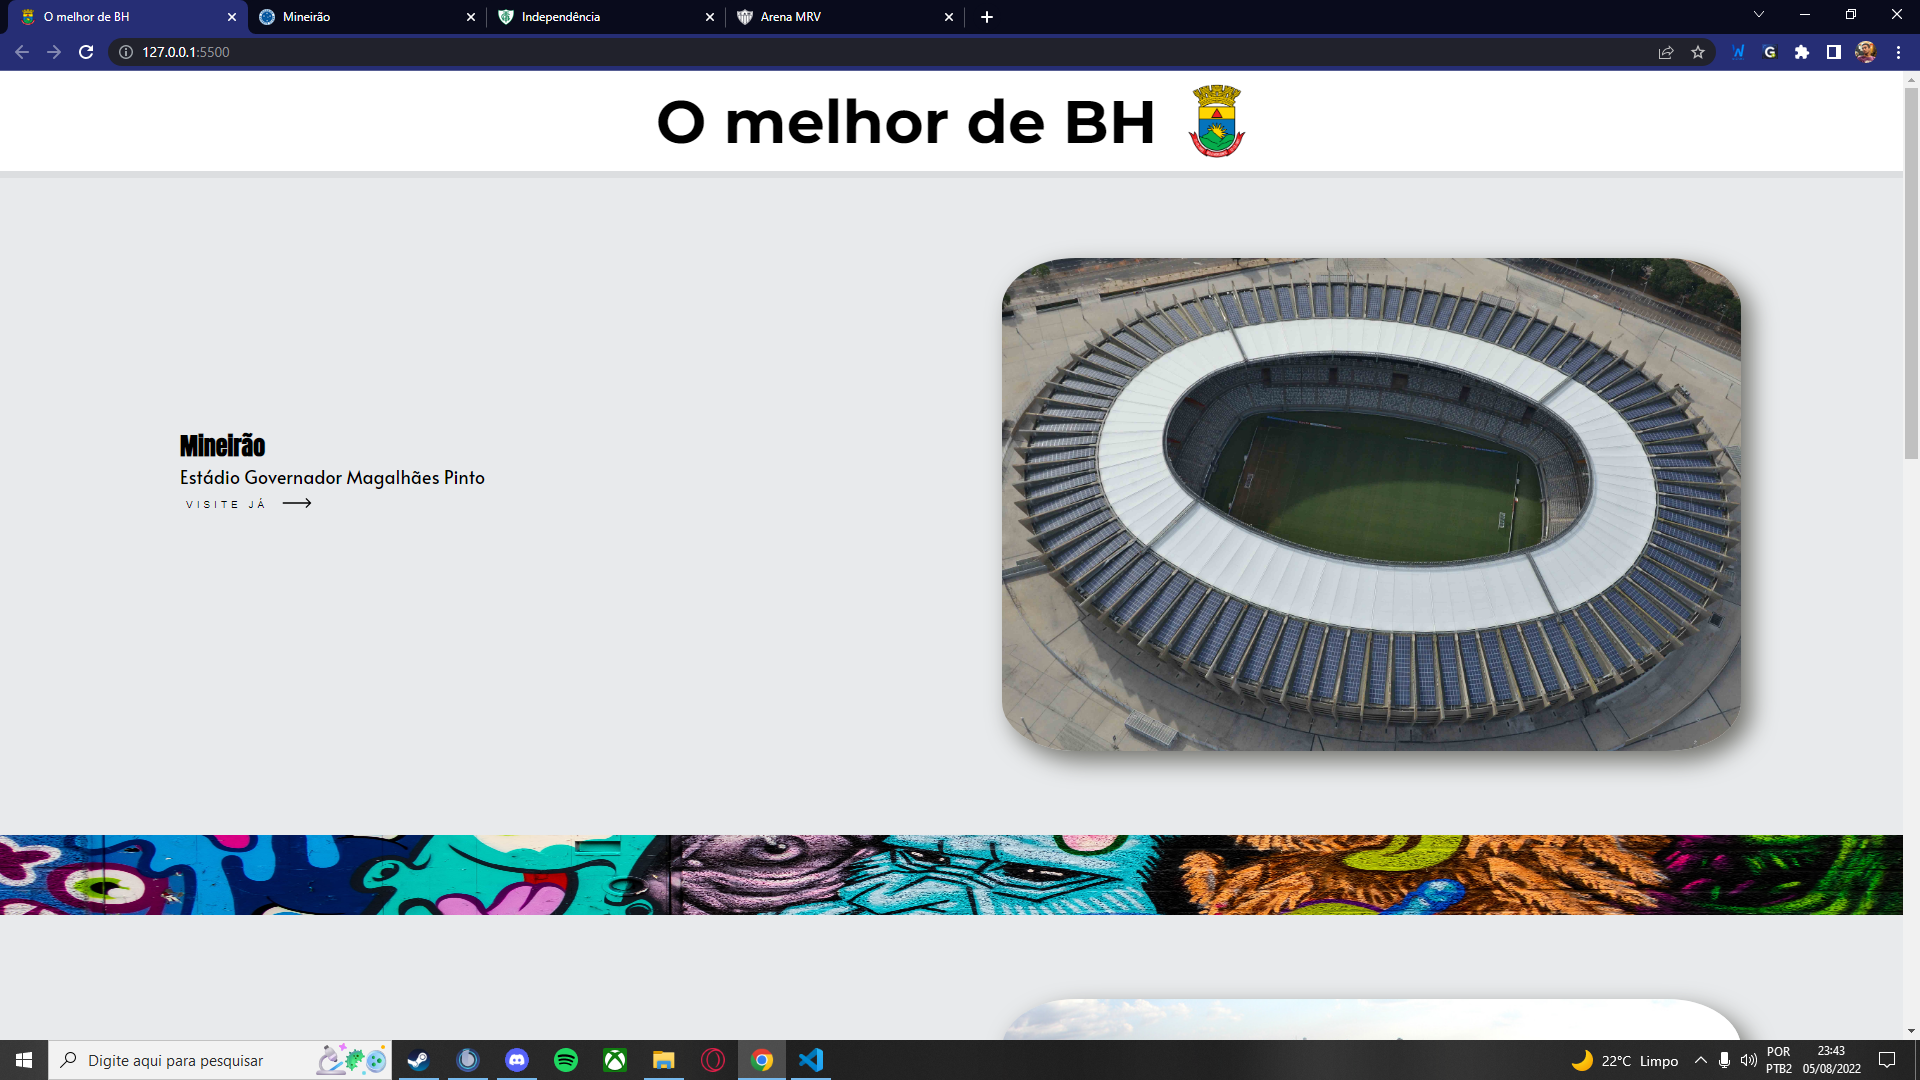 O melhor de BH
Mineirão
Independência
Arena MRV
127.0.0.1:5500
O melhor de BH
Mineirão
Estádio Governador Magalhães Pinto
VISITE JÁ
Digite aqui para pesquisar
22°C Limpo
POR
PTB2
23:43
05/08/2022